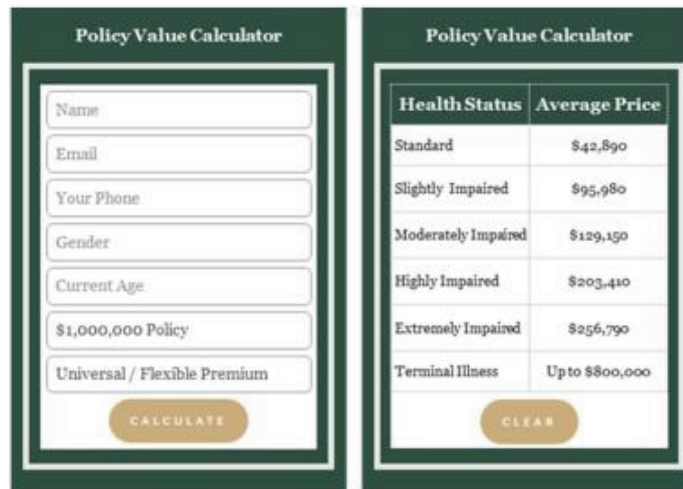 Policy Value Calculator
Name
Email
Your Phone
Gender
Current Age
$1,000,000 Policy
Universal / Flexible Premium
CALCULATE
Policy Value Calculator
Health Status Average Price
Standard $42,890
Slightly Impaired $95,980
Moderately Impaired $129,150
Highly Impaired $203,410
Extremely Impaired $256,790
Terminal Illness Up to $800,000
CLEAR